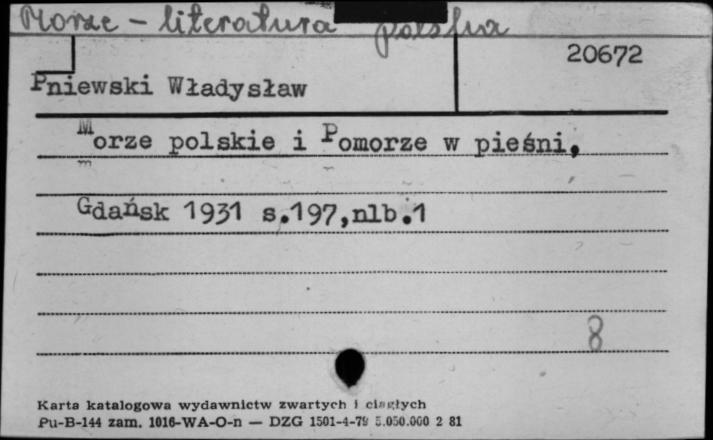 Morze - literatura polska
20672
Pniewski Władysław
Morze polskie i Pomorze w pieśni,
Gdańsk 1931 s.197,nlb.1
8
Karta katalogowa wydawnictw zwartych i ciągłych
Pu-B-144 zam. 1016-WA-O-n — DZG 1501-4-79 5.050.000 2 81